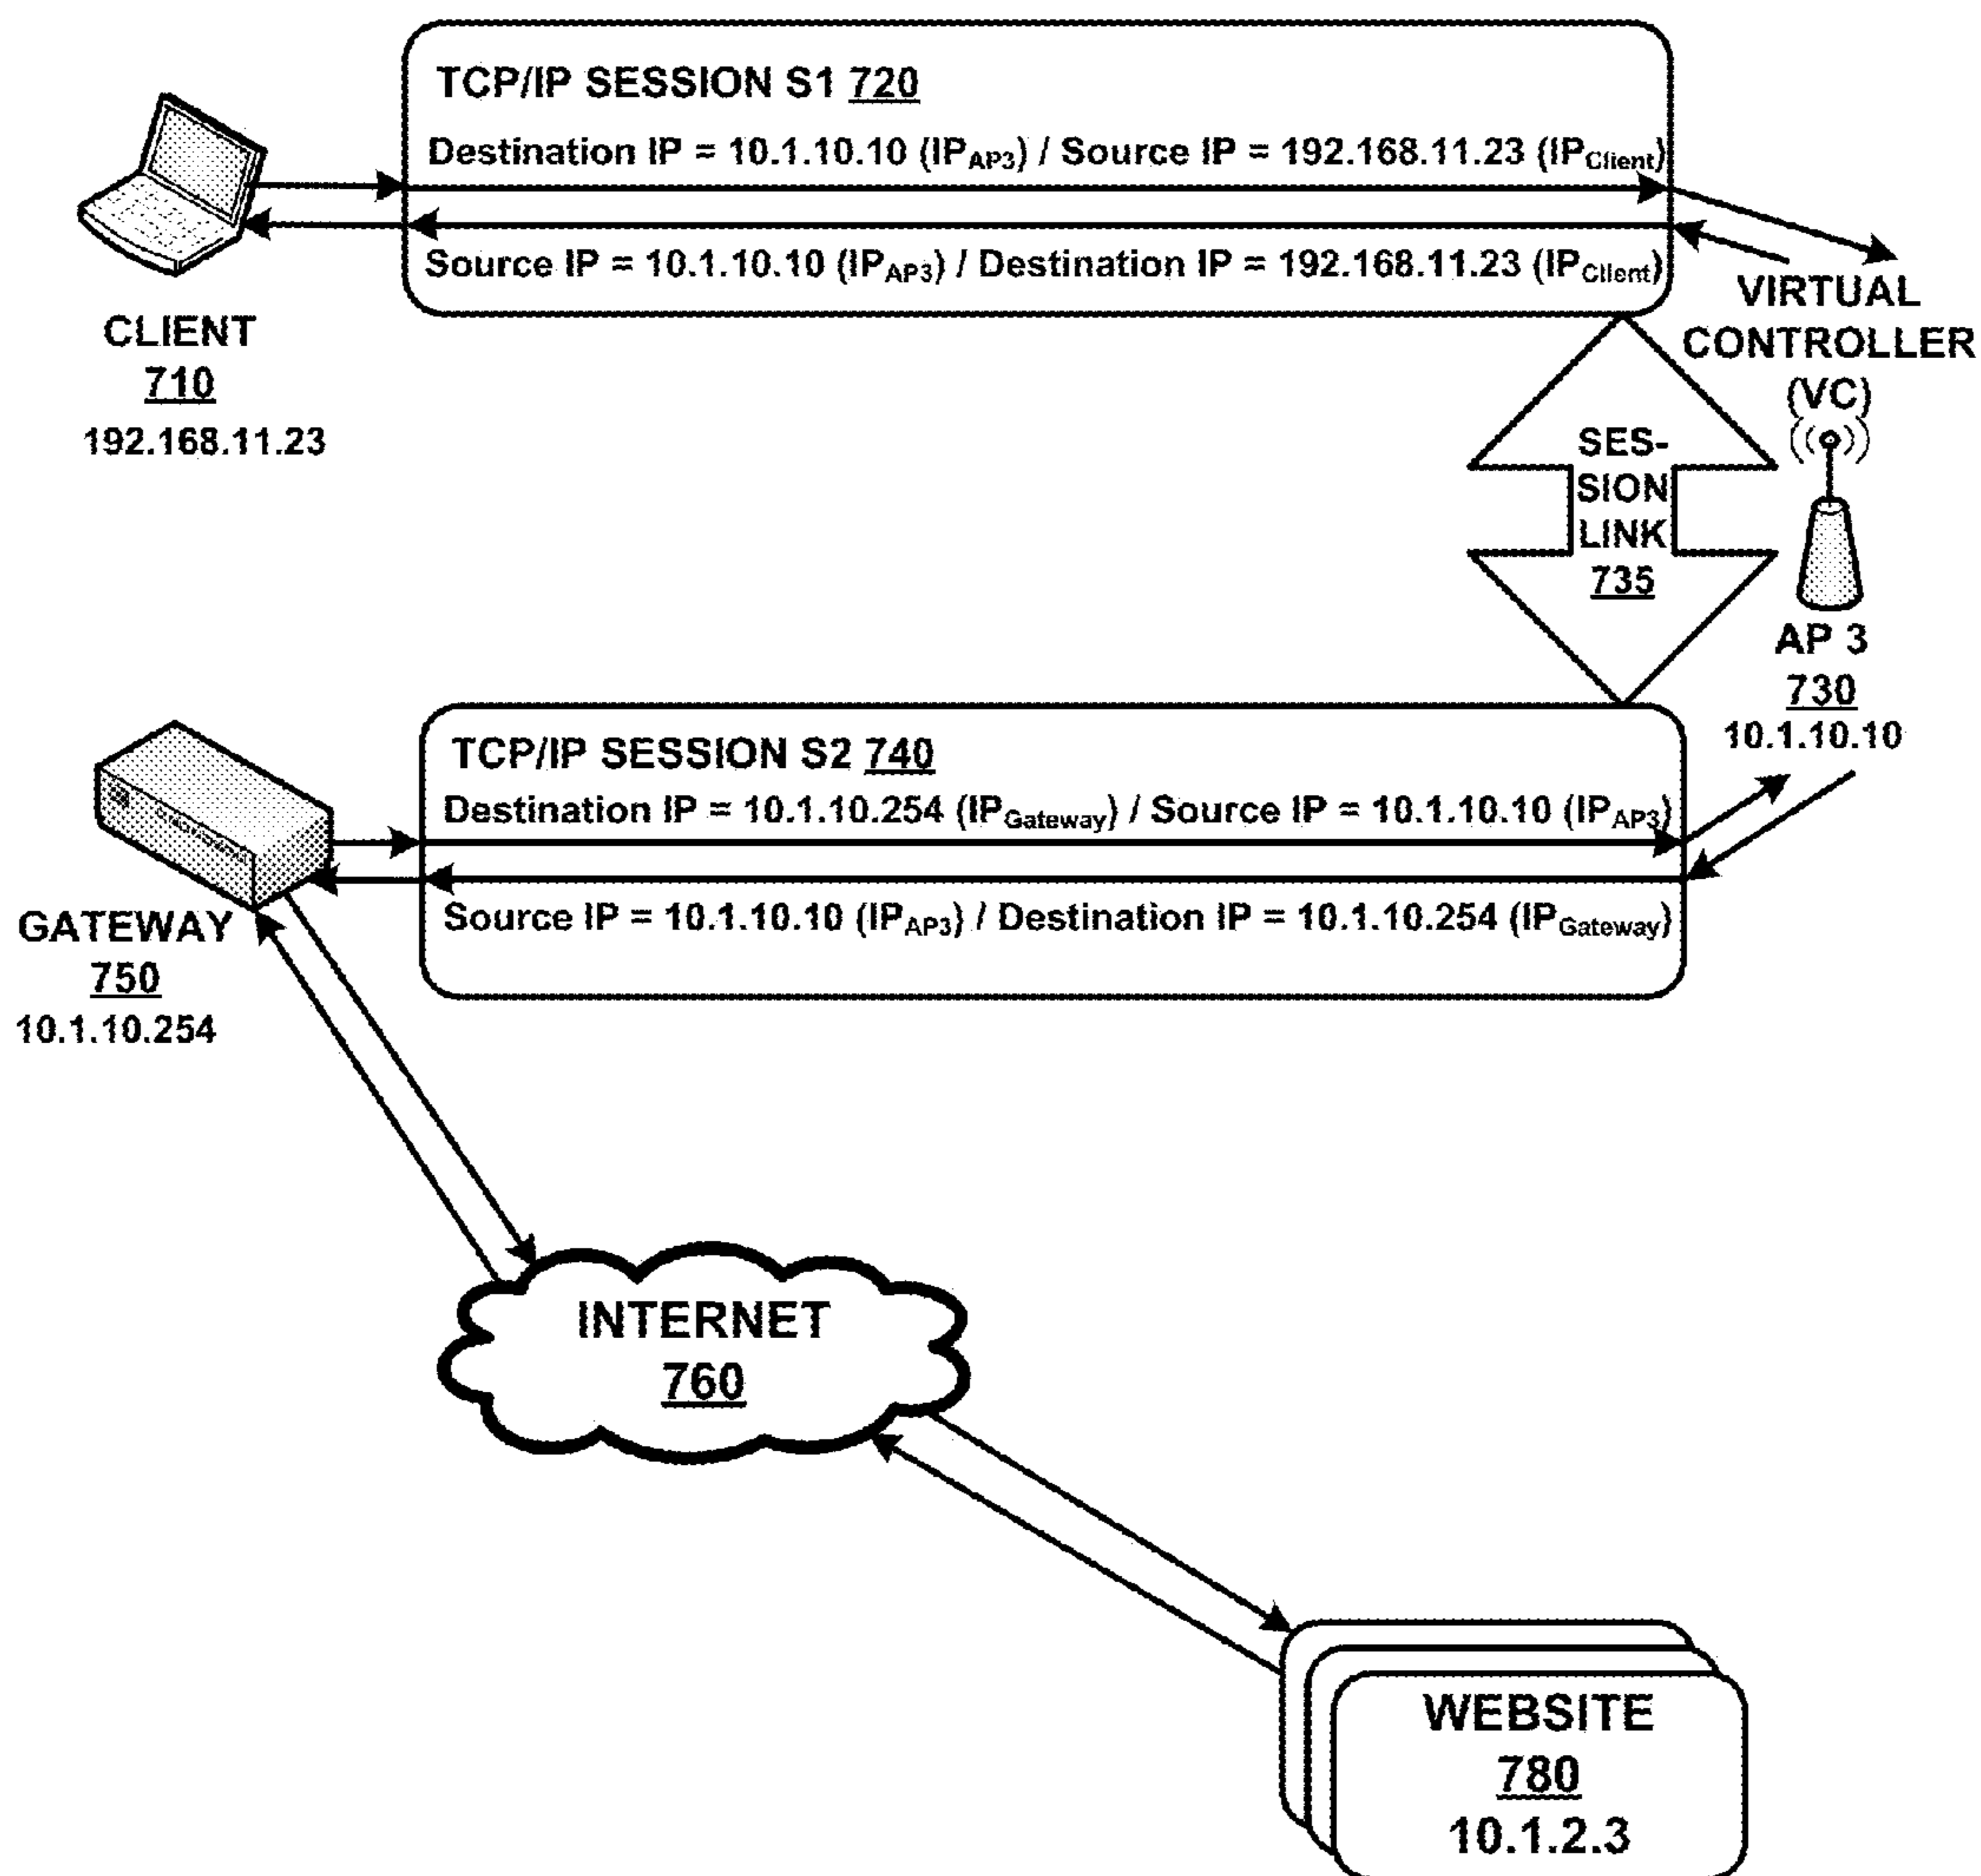 TCP/IP SESSION S1 720
Destination IP = 10.1.10.10 (IPAP3) / Source IP = 192.168.11.23 (IPClient)
Source IP = 10.1.10.10 (IPAP3) / Destination IP = 192.168.11.23 (IPClient)
CLIENT
710
192.168.11.23
VIRTUAL
CONTROLLER
(VC)
SES-
SION
LINK
735
AP 3
730
10.1.10.10
TCP/IP SESSION S2 740
Destination IP = 10.1.10.254 (IPGateway) / Source IP = 10.1.10.10 (IPAP3)
Source IP = 10.1.10.10 (IPAP3) / Destination IP = 10.1.10.254 (IPGateway)
GATEWAY
750
10.1.10.254
INTERNET
760
WEBSITE
780
10.1.2.3